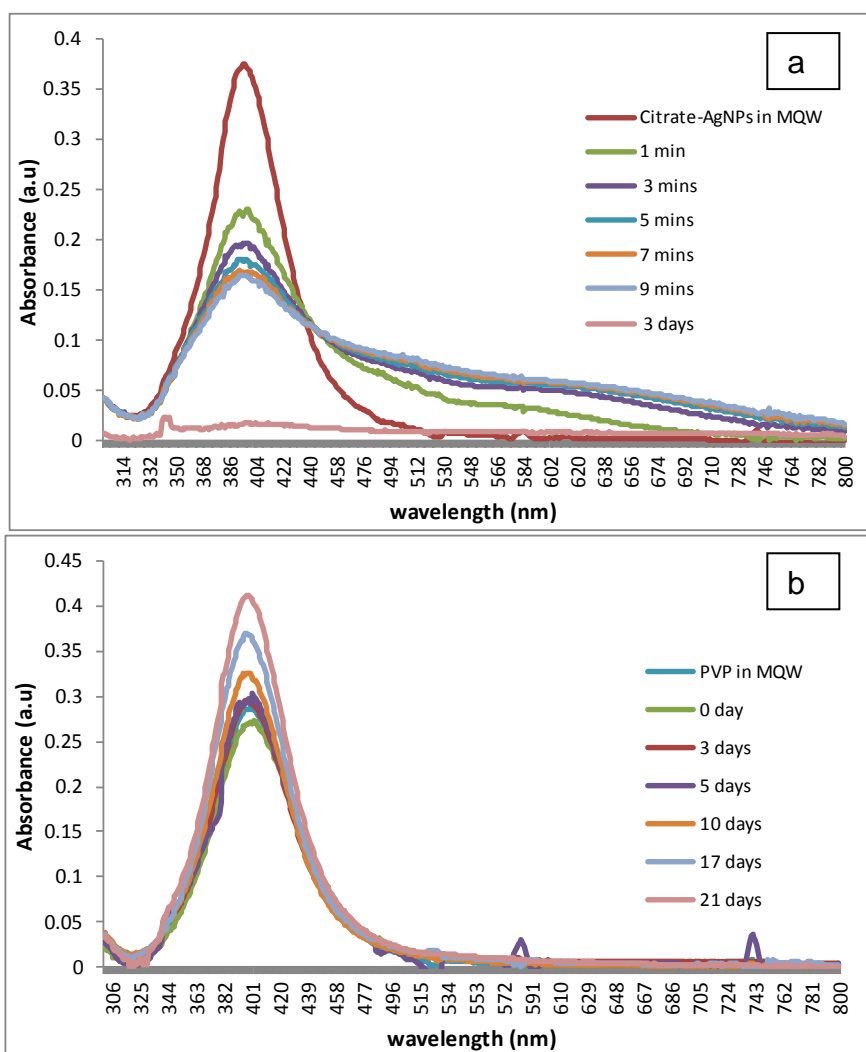 a
0.4
0.35
0.3
0.25
0.2
0.15
0.1
0.05
0
Absorbance (a.u)
Citrate-AgNPs in MQW
1 min
3 mins
5 mins
7 mins
9 mins
3 days
314 332 350 368 386 404 422 440 458 476 494 512 530 548 566 584 602 620 638 656 674 692 710 728 746 764 782 800
wavelength (nm)
b
0.45
0.4
0.35
0.3
0.25
0.2
0.15
0.1
0.05
0
Absorbance (a.u)
PVP in MQW
0 day
3 days
5 days
10 days
17 days
21 days
306 325 344 363 382 401 420 439 458 477 496 515 534 553 572 591 610 629 648 667 686 705 724 743 762 781 800
wavelength (nm)